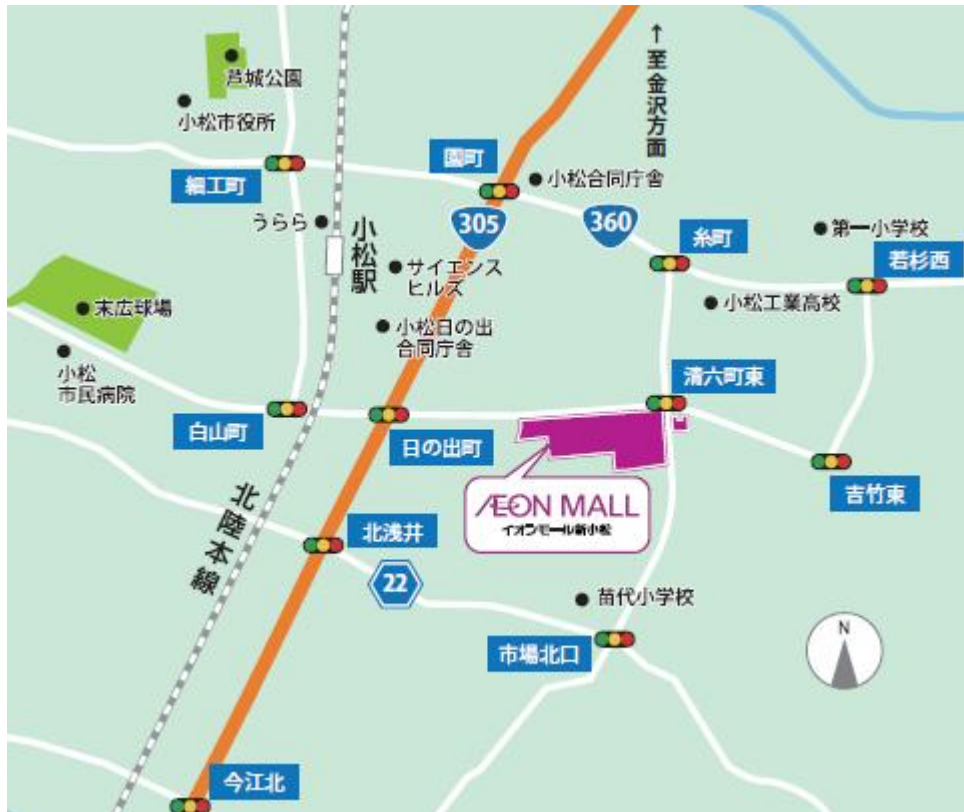 ↑至金沢方面
芦城公園
小松市役所
園町
細工町
小松合同庁舎
305
360
うらら
小松駅
糸町
第一小学校
若杉西
サイエンス
ヒルズ
末広球場
小松工業高校
小松日の出
合同庁舎
小松
市民病院
清六町東
白山町
日の出町
吉竹東
ÆON MALL
イオンモール新小松
北陸本線
北浅井
22
苗代小学校
市場北口
N
今江北